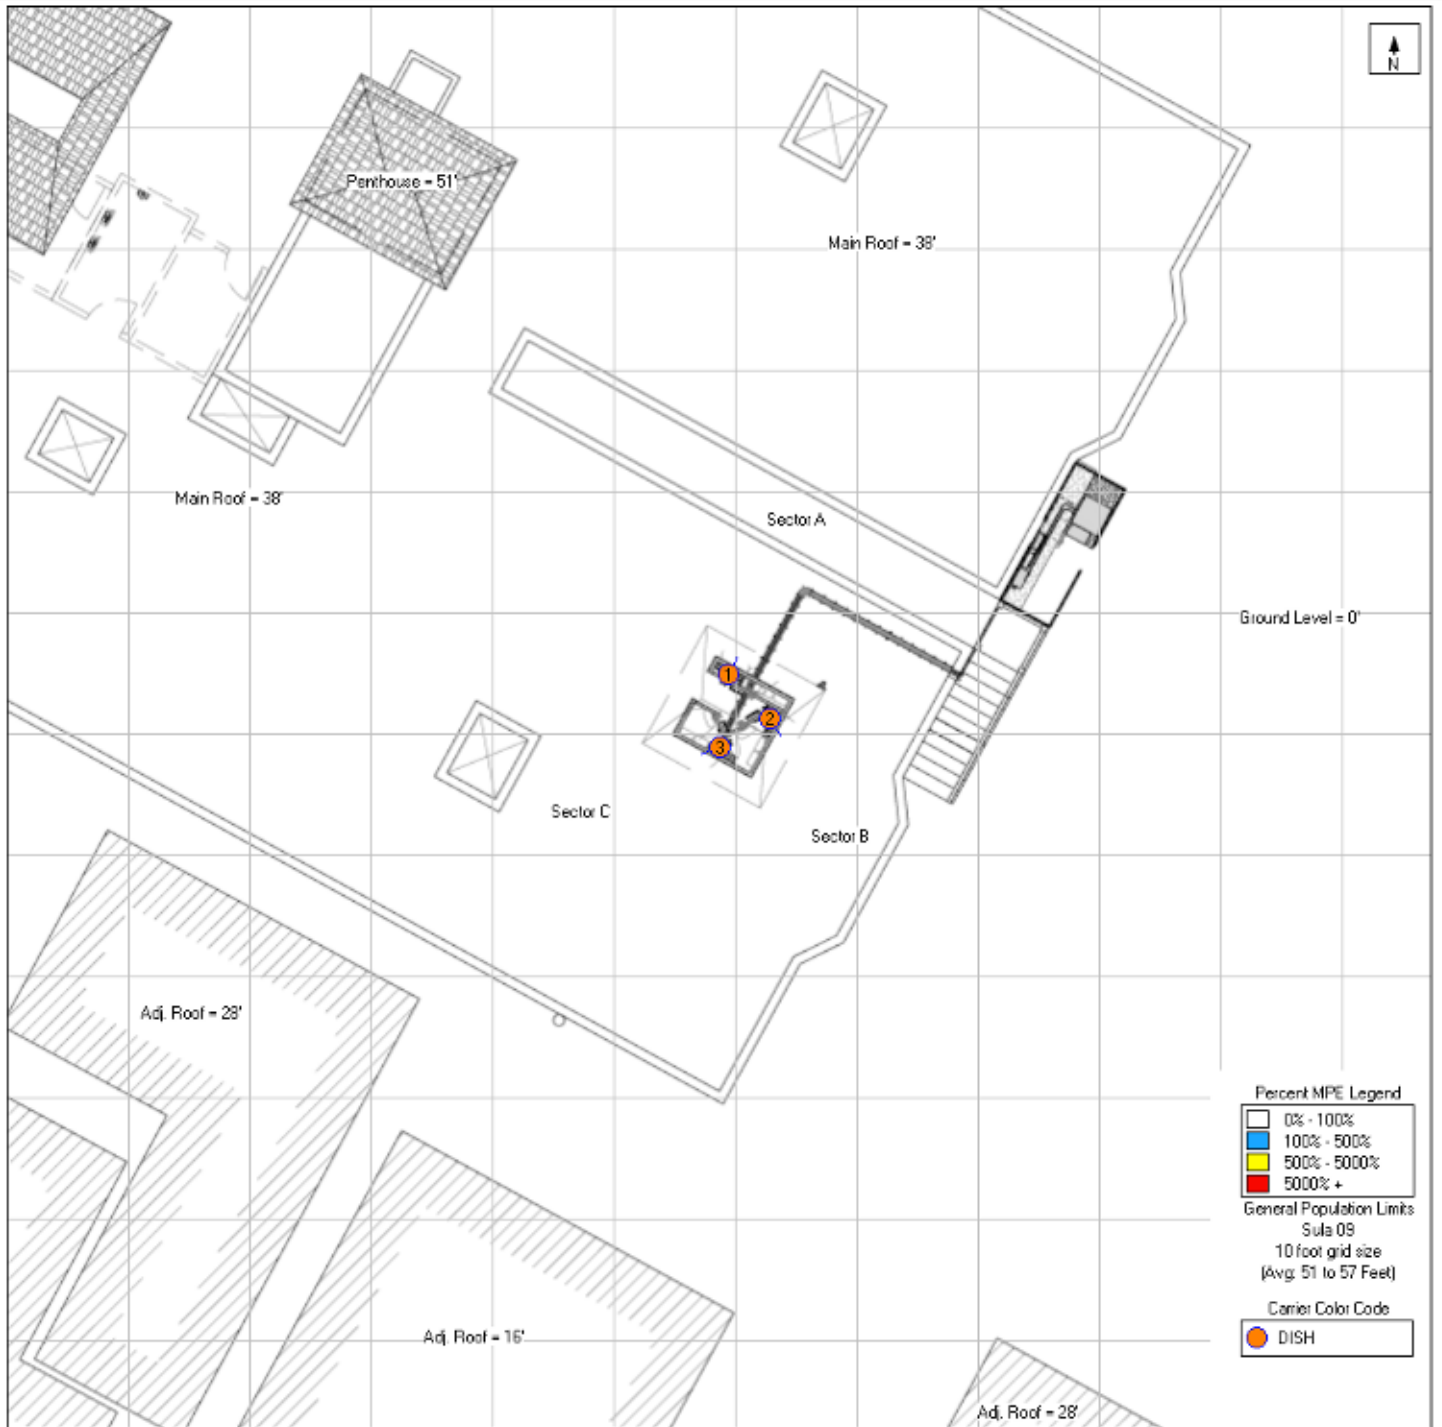 N
Penthouse = 51'
Main Roof = 38'
Main Roof = 38'
Sector A
Ground Level = 0'
1
2
3
Sector C
Sector B
Adj. Roof = 28'
Percent MPE Legend
0% - 100%
100% - 500%
500% - 5000%
5000% +
General Population Limits
Sula 09
10 foot grid size
(Avg: 51 to 57 Feet)
Carrier Color Code
DISH
Adj. Roof = 16'
Adj. Roof = 28'